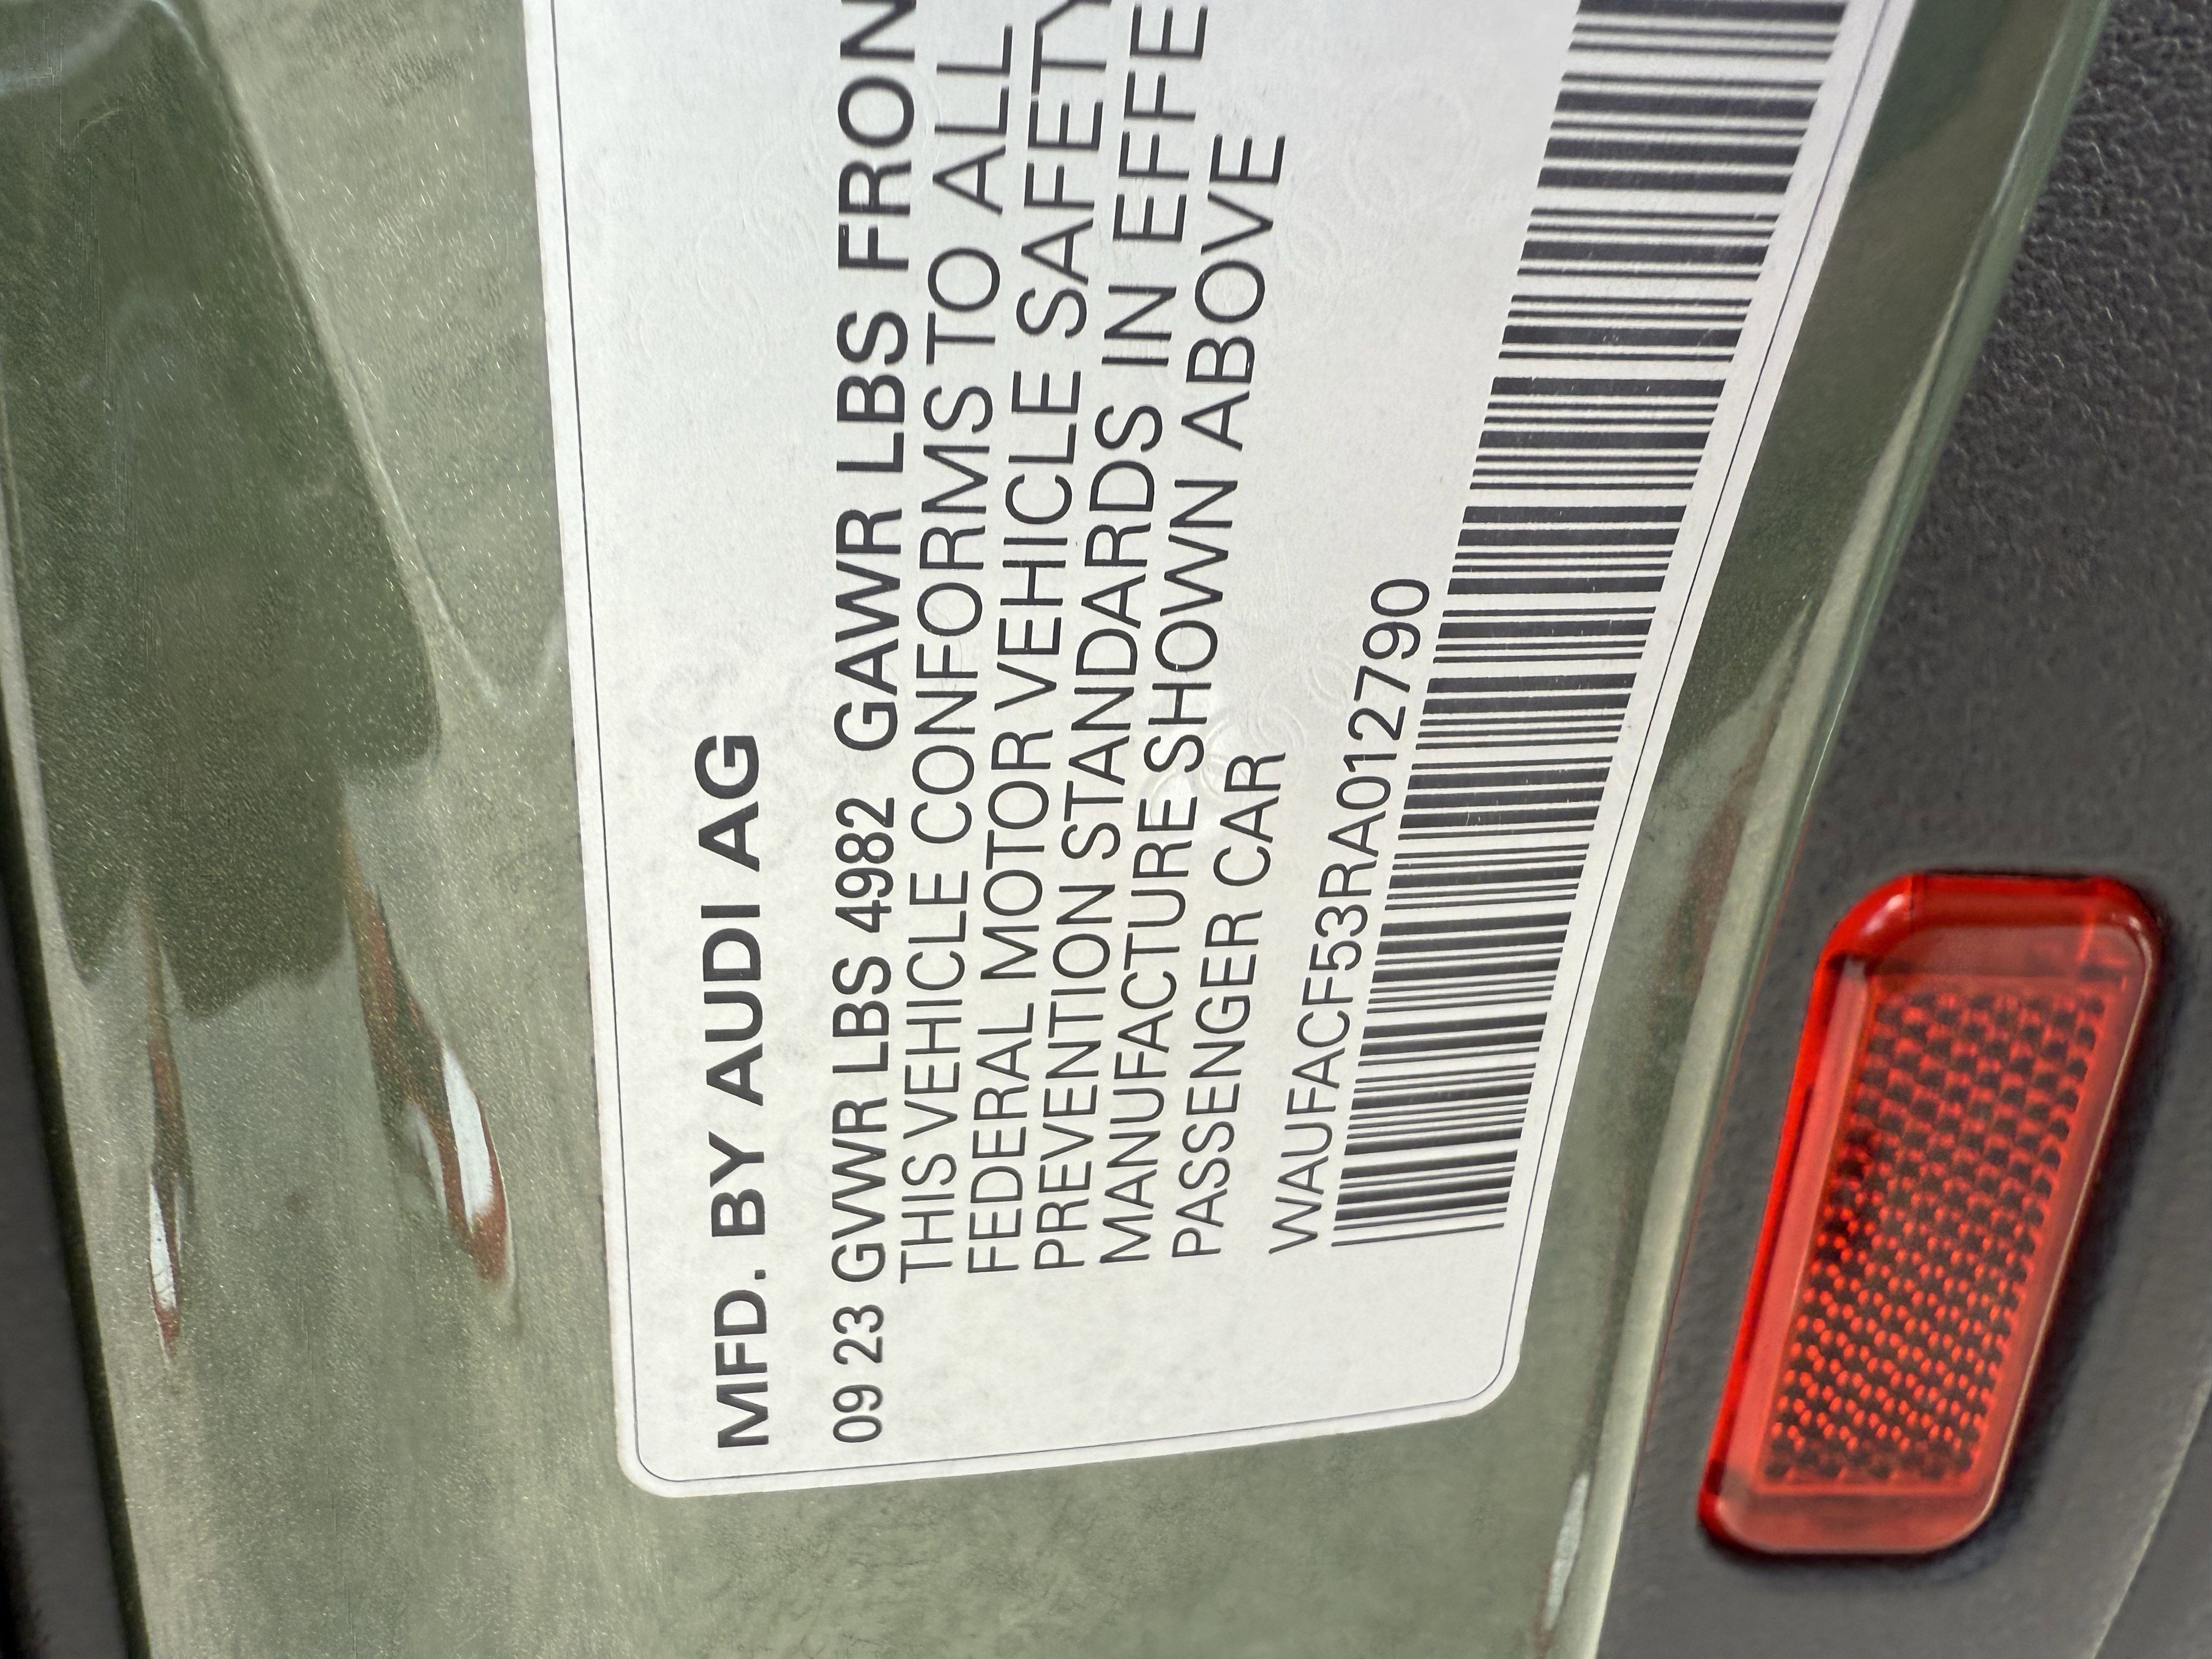 MFD. BY AUDI AG
09 23 GVWR LBS 4982 GAWR LBS FRON
THIS VEHICLE CONFORMS TO ALL
FEDERAL MOTOR VEHICLE SAFETY
PREVENTION STANDARDS IN EFFE
MANUFACTURE SHOWN ABOVE
PASSENGER CAR
WAUFACF53RA012790